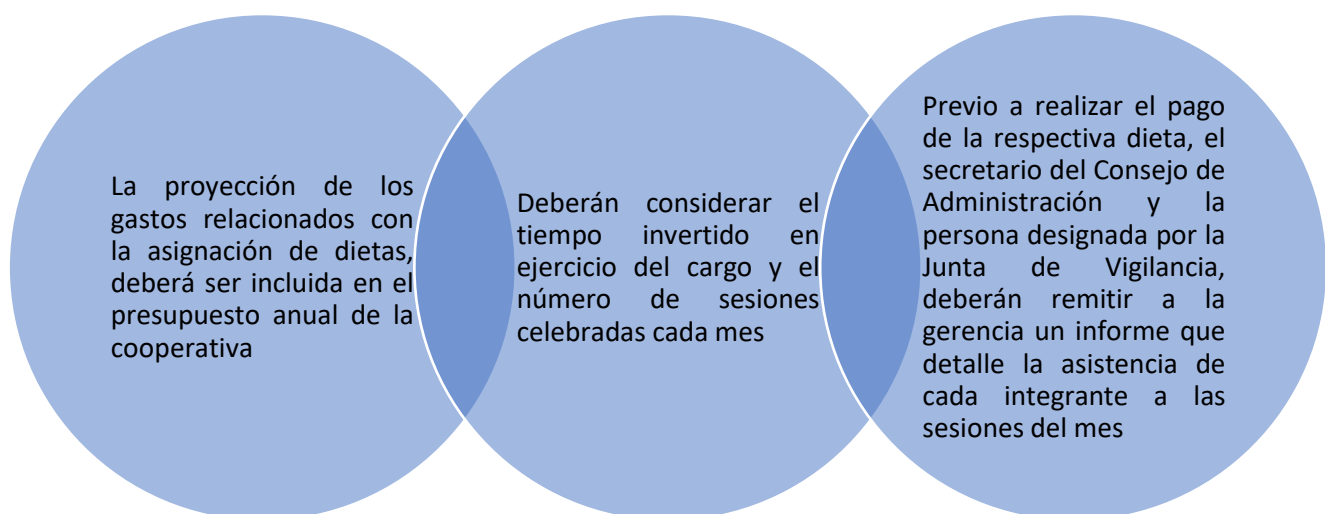 La proyección de los
gastos relacionados con
la asignación de dietas,
deberá ser incluida en el
presupuesto anual de la
cooperativa
Deberán considerar el
tiempo invertido en
ejercicio del cargo y el
número de sesiones
celebradas cada mes
Previo a realizar el pago
de la respectiva dieta, el
secretario del Consejo de
Administración y la
persona designada por la
Junta de Vigilancia,
deberán remitir a la
gerencia un informe que
detalle la asistencia de
cada integrante a las
sesiones del mes